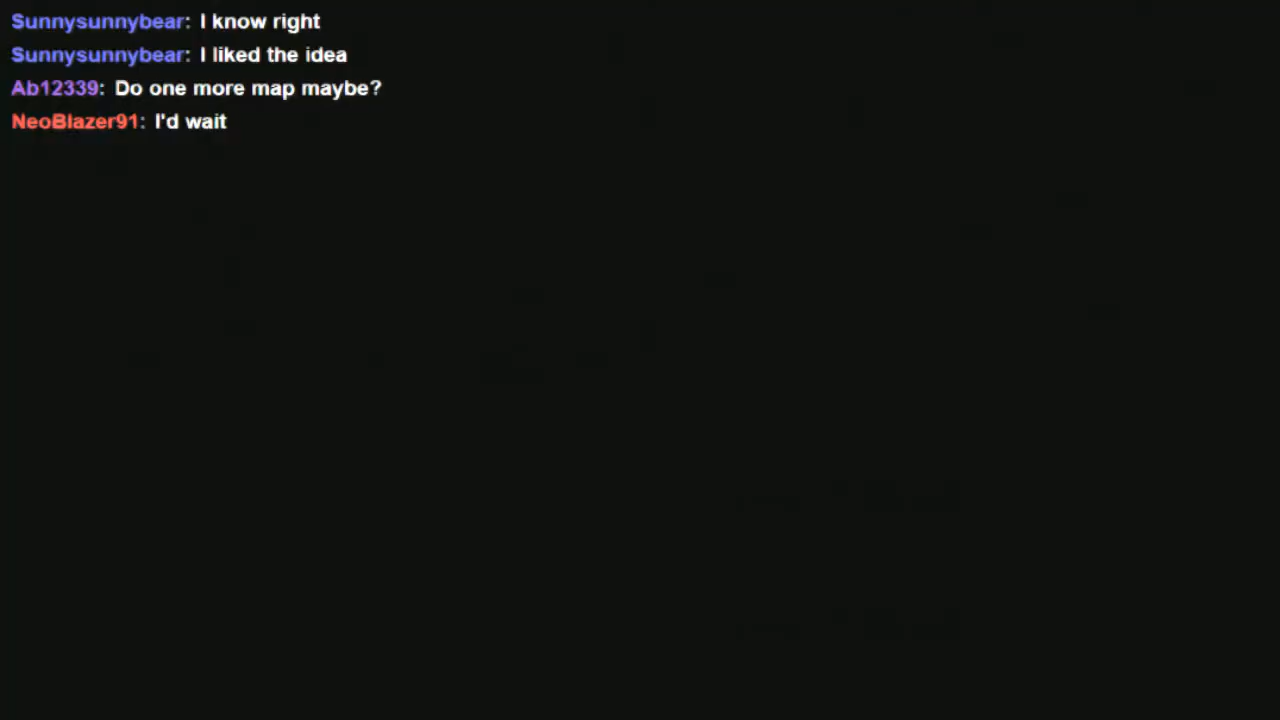 Sunnysunnybear: I know right
Sunnysunnybear: I liked the idea
Ab12339: Do one more map maybe?
NeoBlazer91: I'd wait